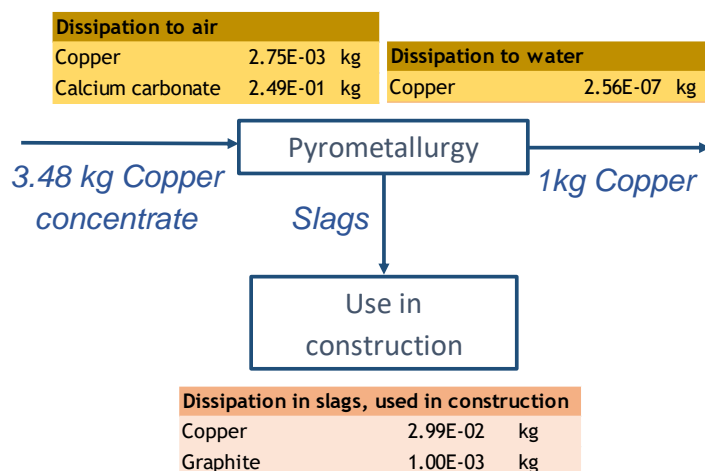 Dissipation to air
Copper 2.75E-03 kg
Calcium carbonate 2.49E-01 kg
Dissipation to water
Copper 2.56E-07 kg
3.48 kg Copper
concentrate
Pyrometallurgy
1kg Copper
Slags
Use in
construction
Dissipation in slags, used in construction
Copper 2.99E-02 kg
Graphite 1.00E-03 kg